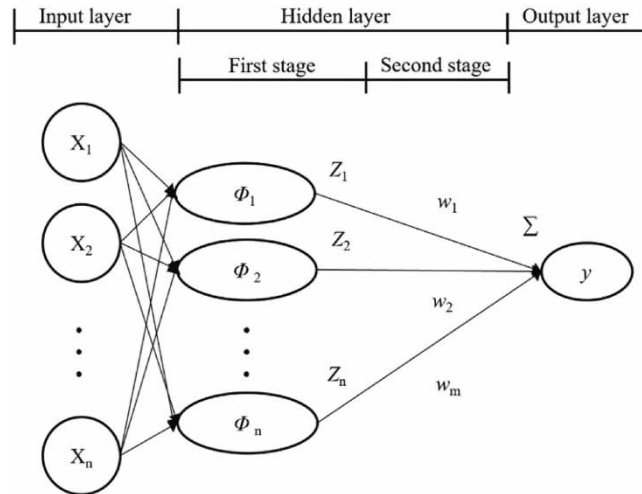 Input layer Hidden layer Output layer
First stage Second stage
X1
X2
Xn
Φ1
Φ2
Φn
Z1
Z2
Zn
w1
w2
wm
Σ
y